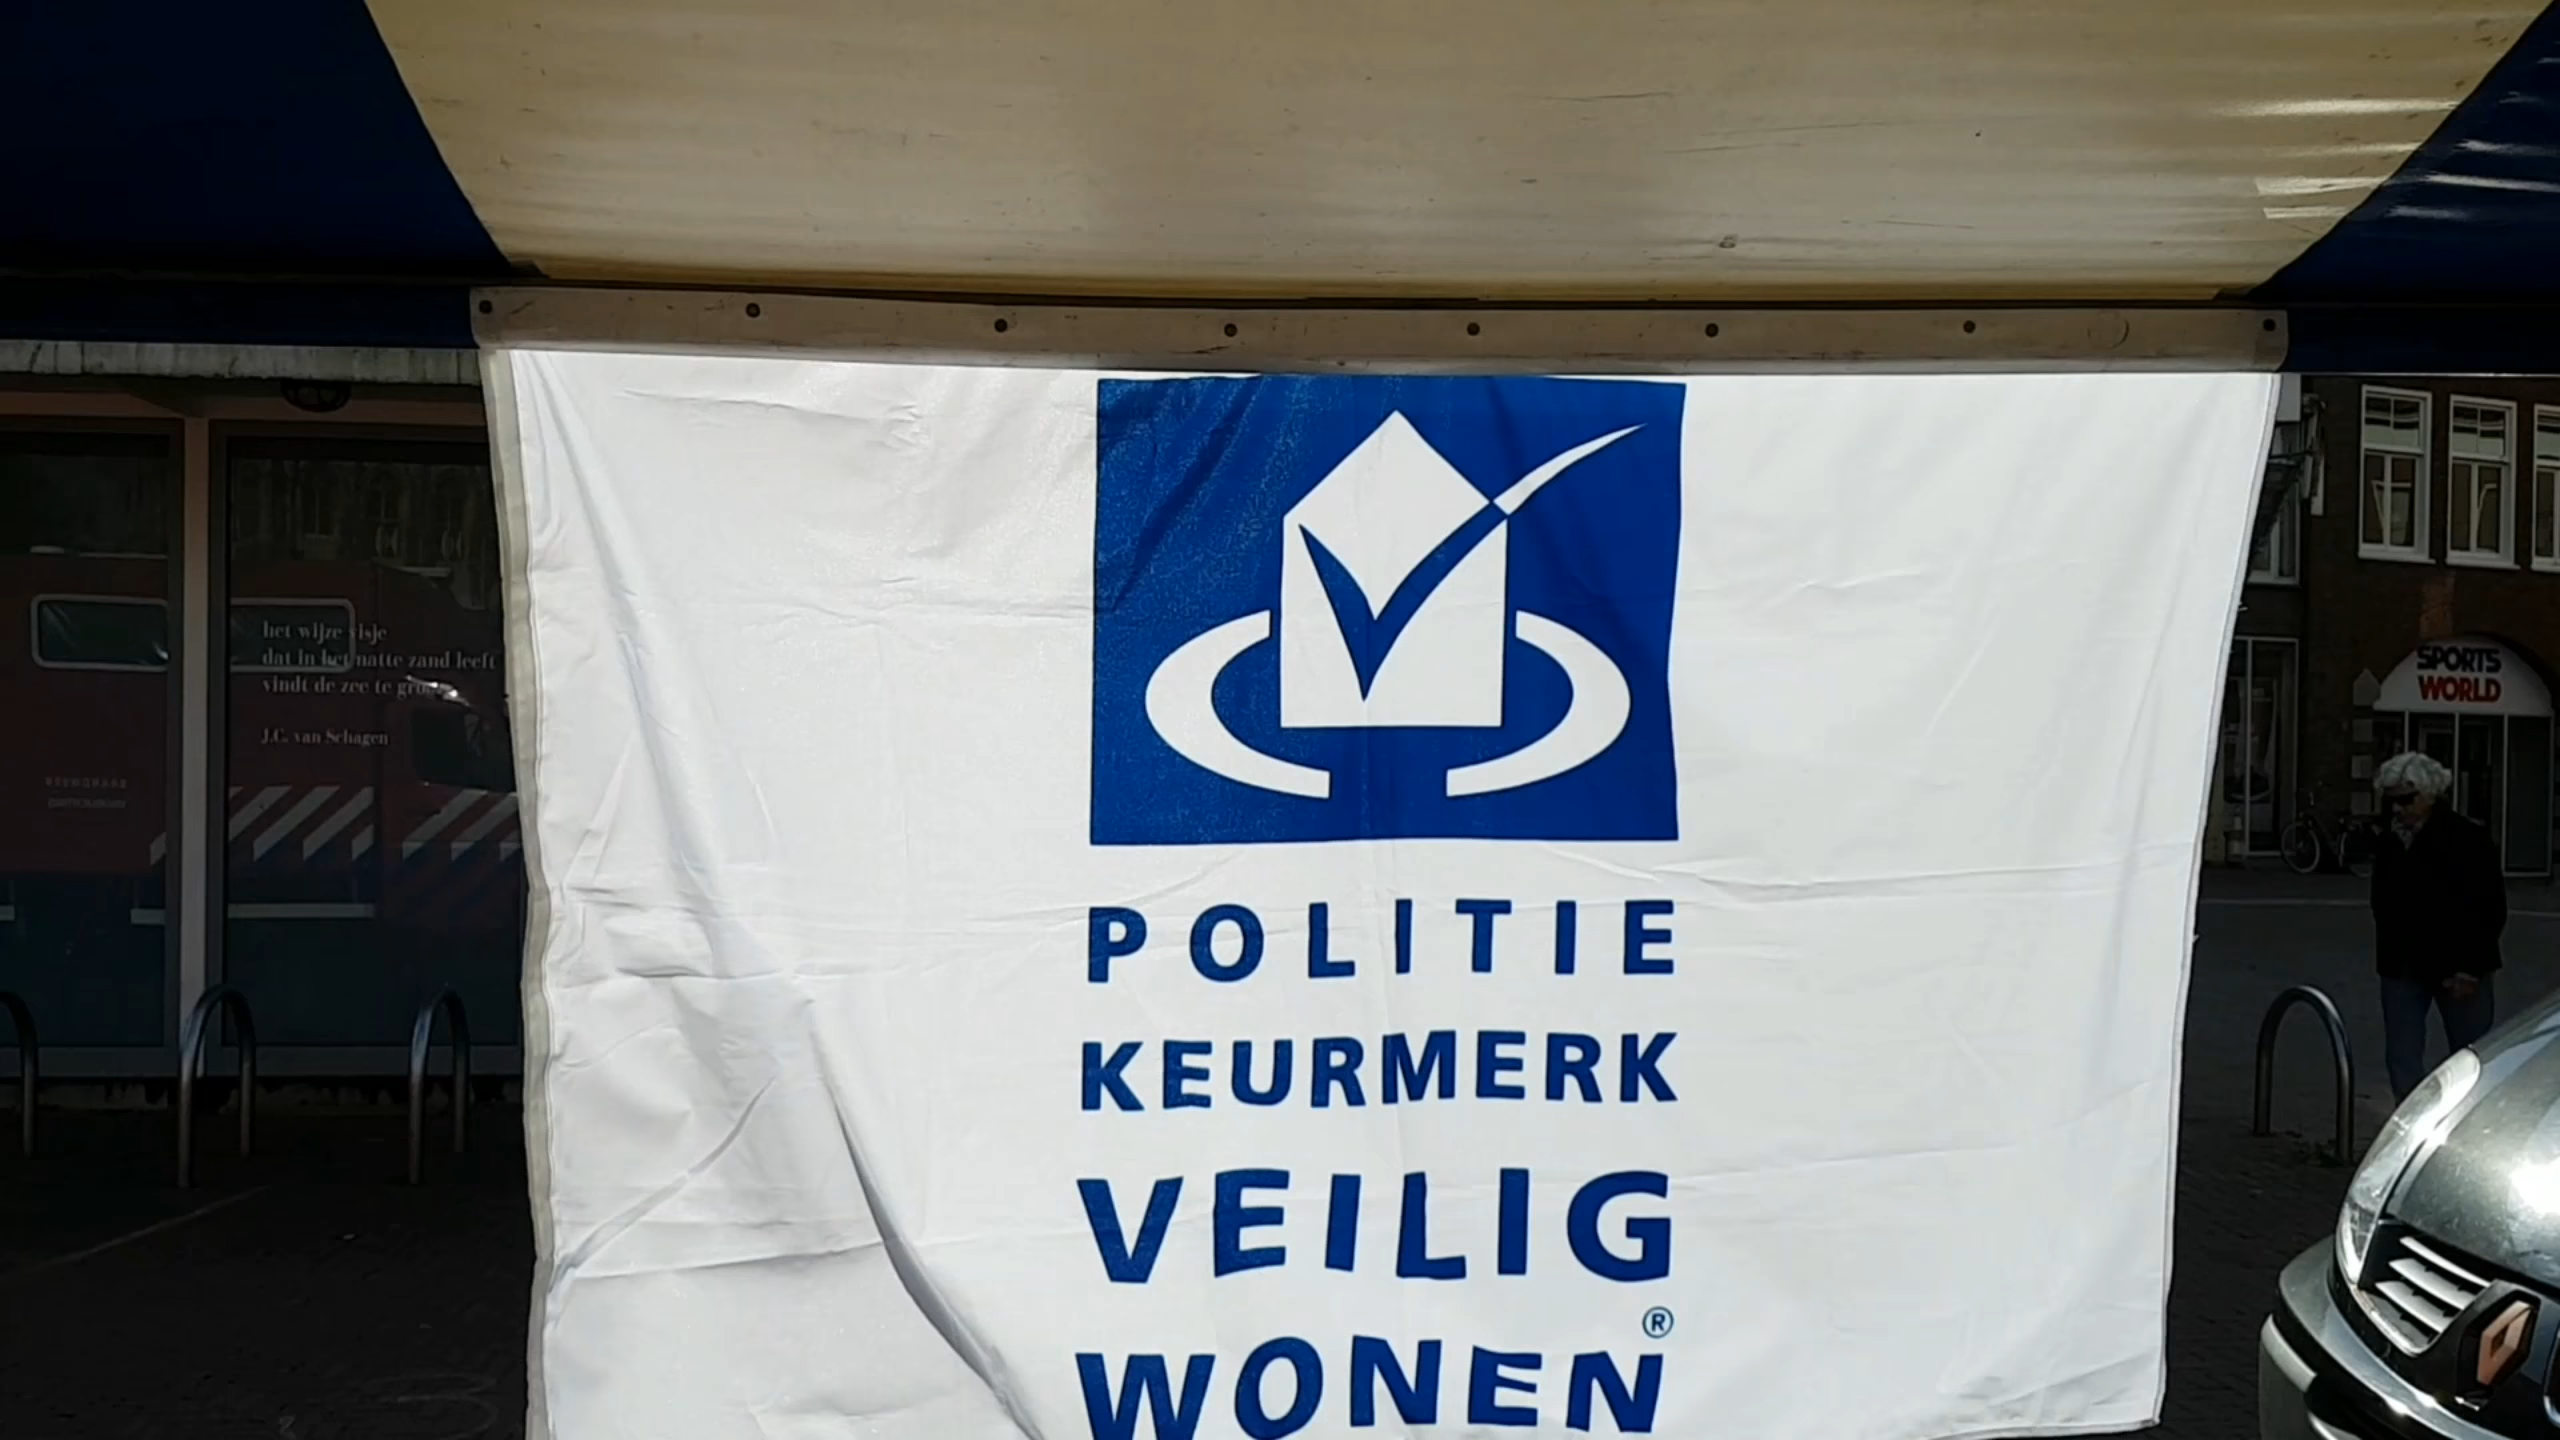 het wijze visje
dat in het natte zand leeft
vindt de zee te
J.C. van Schagen
POLITIE
KEURMERK
VEILIG
WONEN
®
SPORTS
WORLD